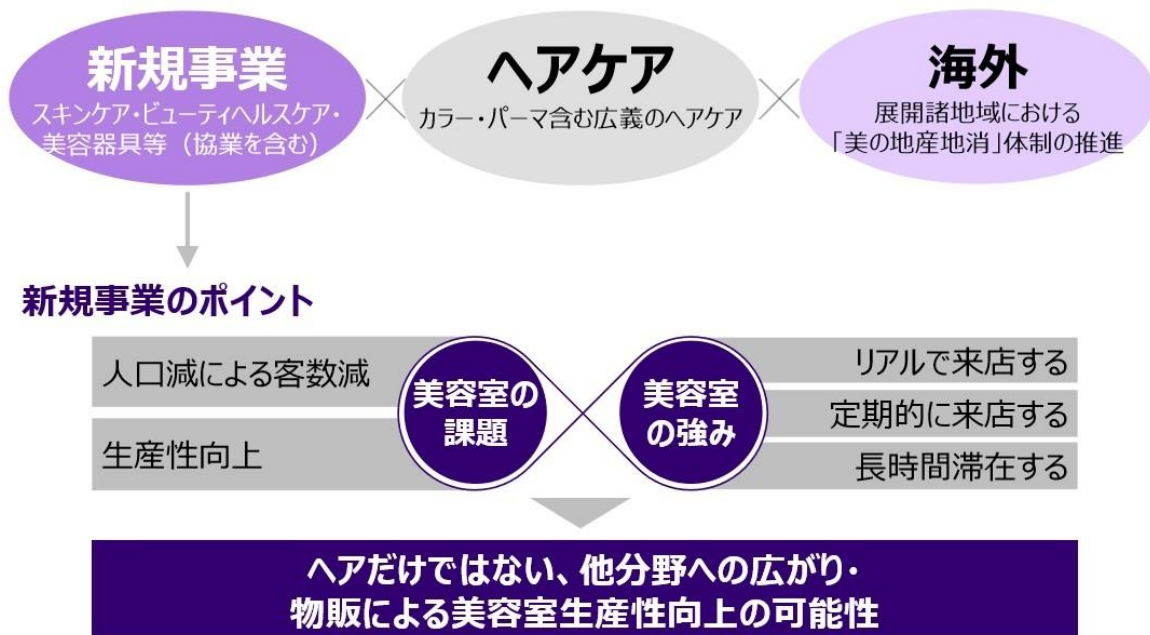 新規事業
スキンケア・ビューティヘルスケア・
美容器具等（協業を含む）
ヘアケア
カラー・パーマ含む広義のヘアケア
海外
展開諸地域における
「美の地産地消」体制の推進
新規事業のポイント
人口減による客数減
生産性向上
美容室の
課題
美容室
の強み
リアルで来店する
定期的に来店する
長時間滞在する
ヘアだけではない、他分野への広がり・
物販による美容室生産性向上の可能性